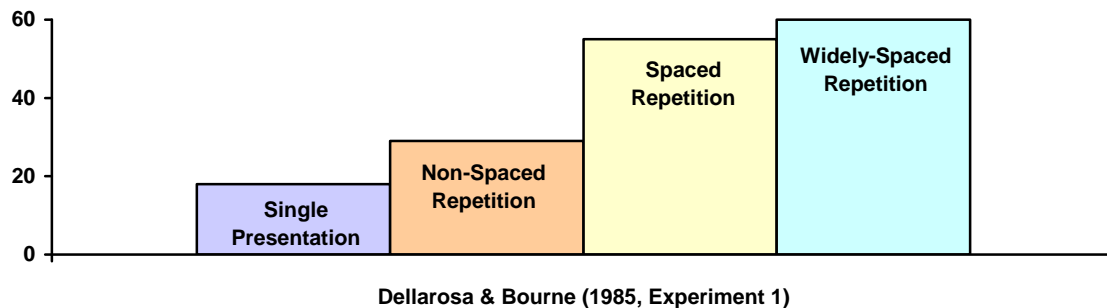 60
40
20
0
Single
Presentation
Non-Spaced
Repetition
Spaced
Repetition
Widely-Spaced
Repetition
Dellarosa & Bourne (1985, Experiment 1)